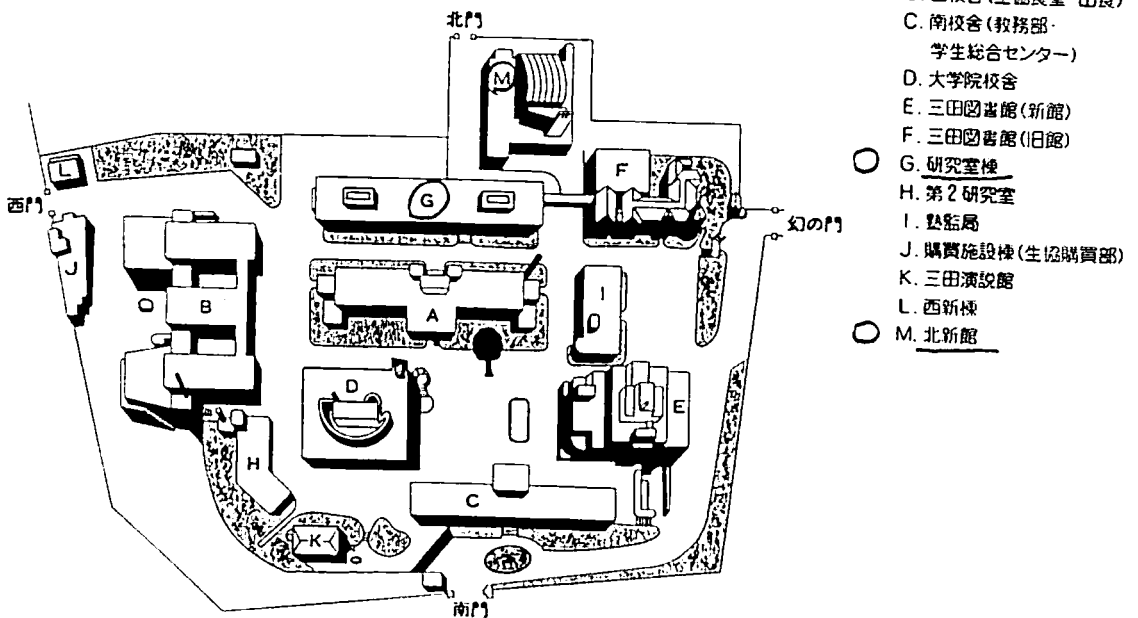 C. 南校舎(教務部・
学生総合センター)
D. 大学院校舎
E. 三田図書館(新館)
F. 三田図書館(旧館)
G. 研究室棟
H. 第2研究室
I. 塾監局
J. 購買施設棟(生協購買部)
K. 三田演説館
L. 西新棟
M. 北新館
北門
M
L
F
西門
G
幻の門
J
B
I
A
D
E
H
C
K
南門